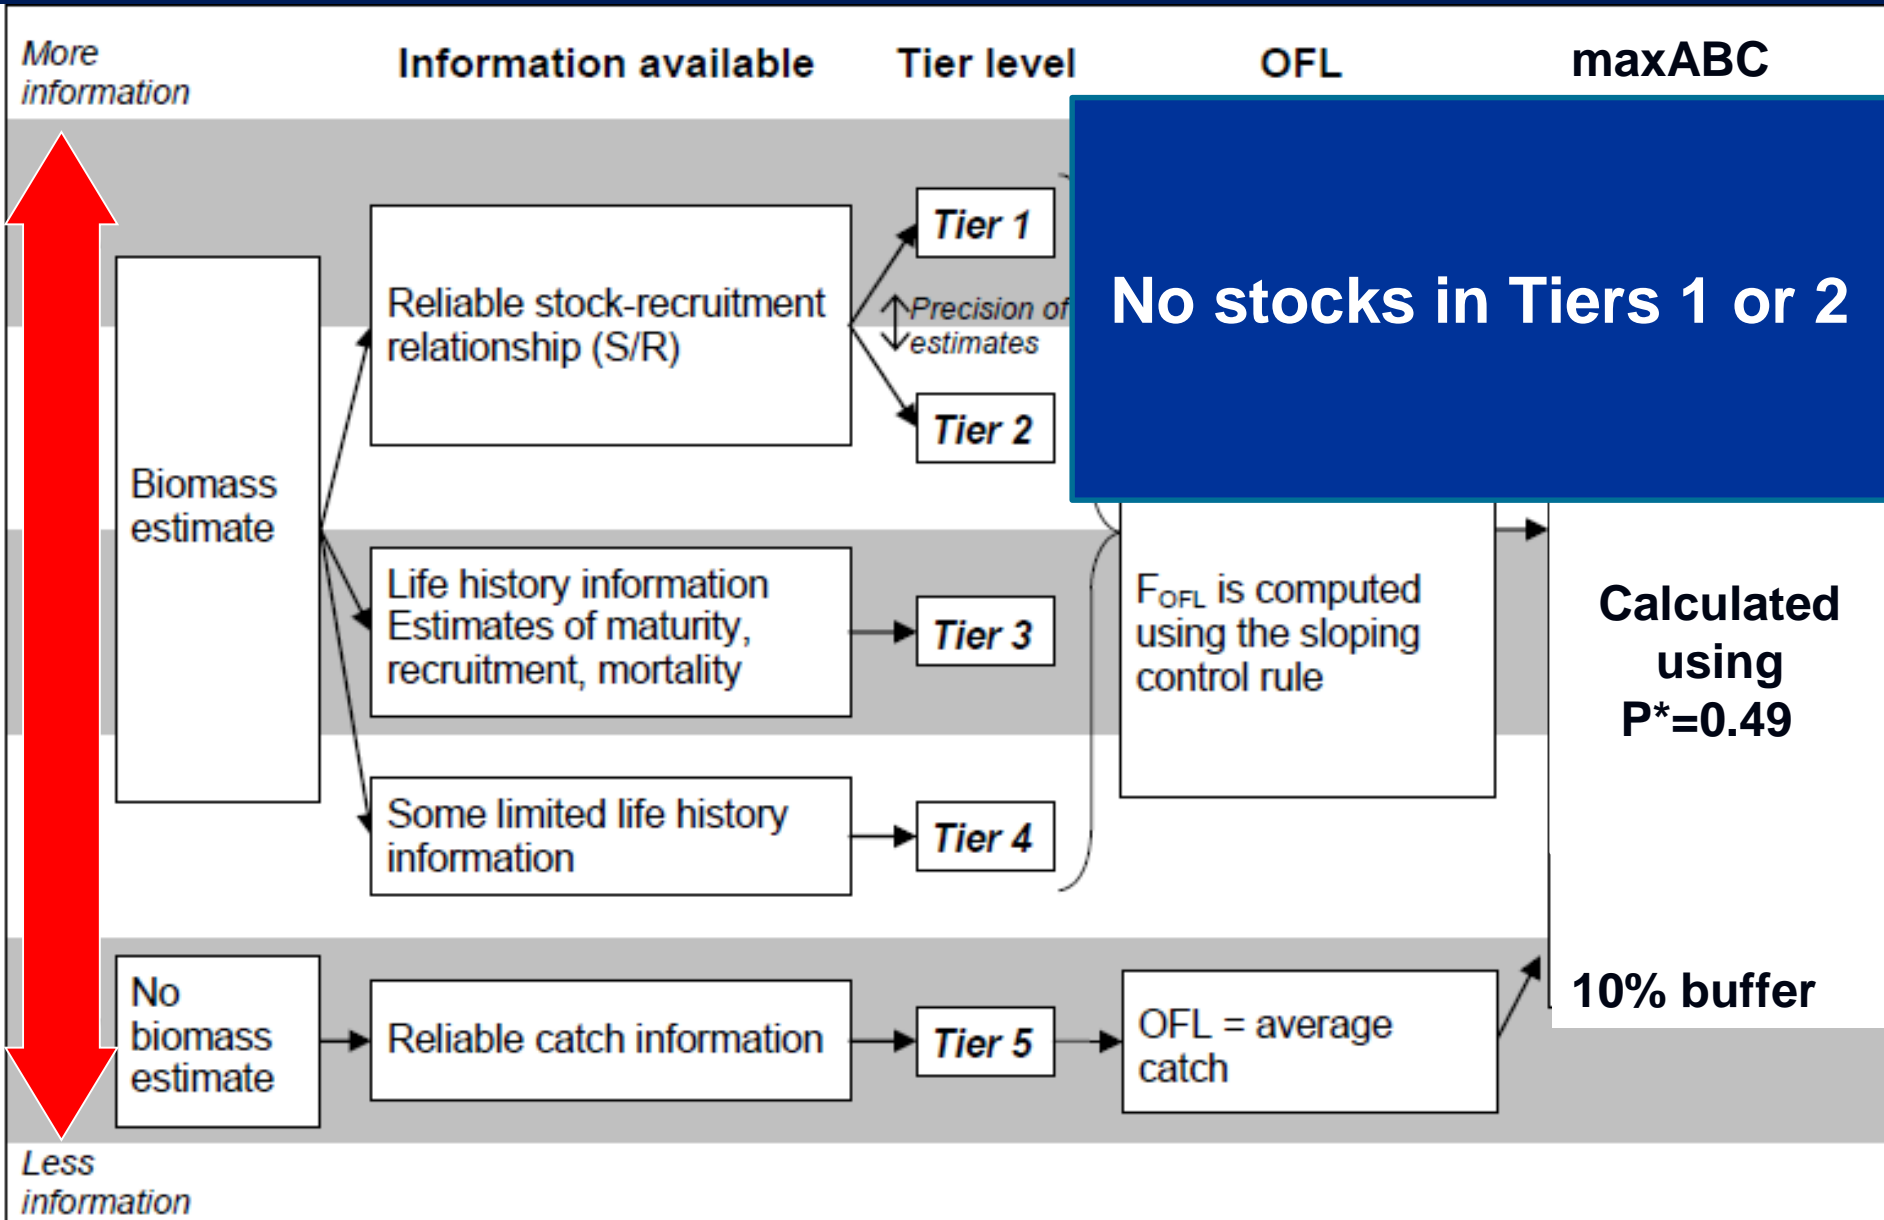 More
information
Information available
Tier level
OFL
maxABC
Biomass
estimate
Reliable stock-recruitment
relationship (S/R)
Tier 1
Precision of
estimates
Tier 2
No stocks in Tiers 1 or 2
Life history information
Estimates of maturity,
recruitment, mortality
Tier 3
Some limited life history
information
Tier 4
FOFL is computed
using the sloping
control rule
Calculated
using
P*=0.49
No
biomass
estimate
Reliable catch information
Tier 5
OFL = average
catch
10% buffer
Less
information